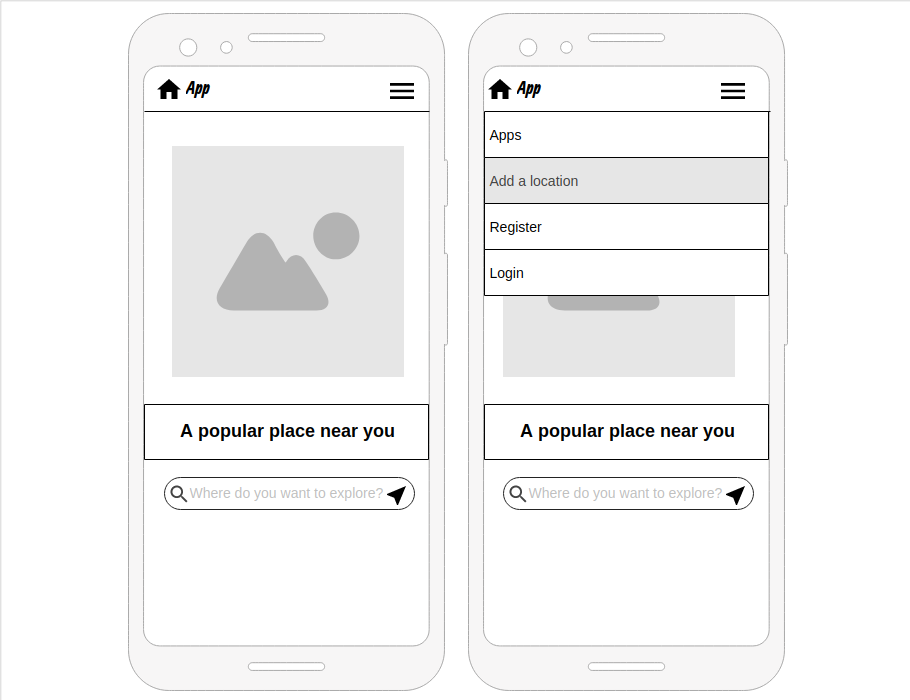 App
A popular place near you
Where do you want to explore?
App
Apps
Add a location
Register
Login
A popular place near you
Where do you want to explore?